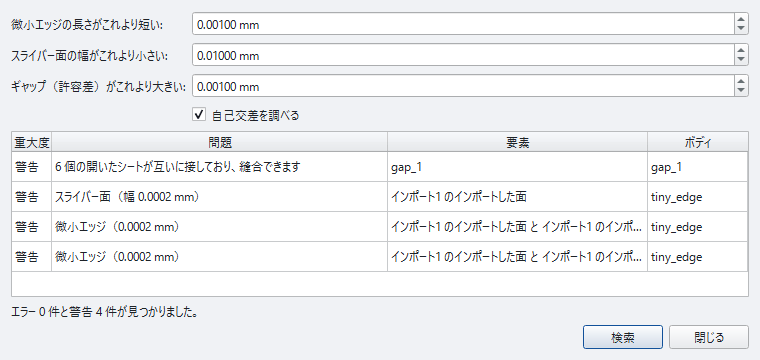 微小エッジの長さがこれより短い: 0.00100 mm
スライバー面の幅がこれより小さい: 0.01000 mm
ギャップ（許容差）がこれより大きい: 0.00100 mm
自己交差を調べる
重大度 問題 要素 ボディ
警告 6 個の開いたシートが互いに接しており、縫合できます gap_1 gap_1
警告 スライバー面（幅 0.0002 mm） インポート1 のインポートした面 tiny_edge
警告 微小エッジ（0.0002 mm） インポート1 のインポートした面 と インポート1 のインポ... tiny_edge
警告 微小エッジ（0.0002 mm） インポート1 のインポートした面 と インポート1 のインポ... tiny_edge
エラー 0 件と警告 4 件が見つかりました。
検索 閉じる